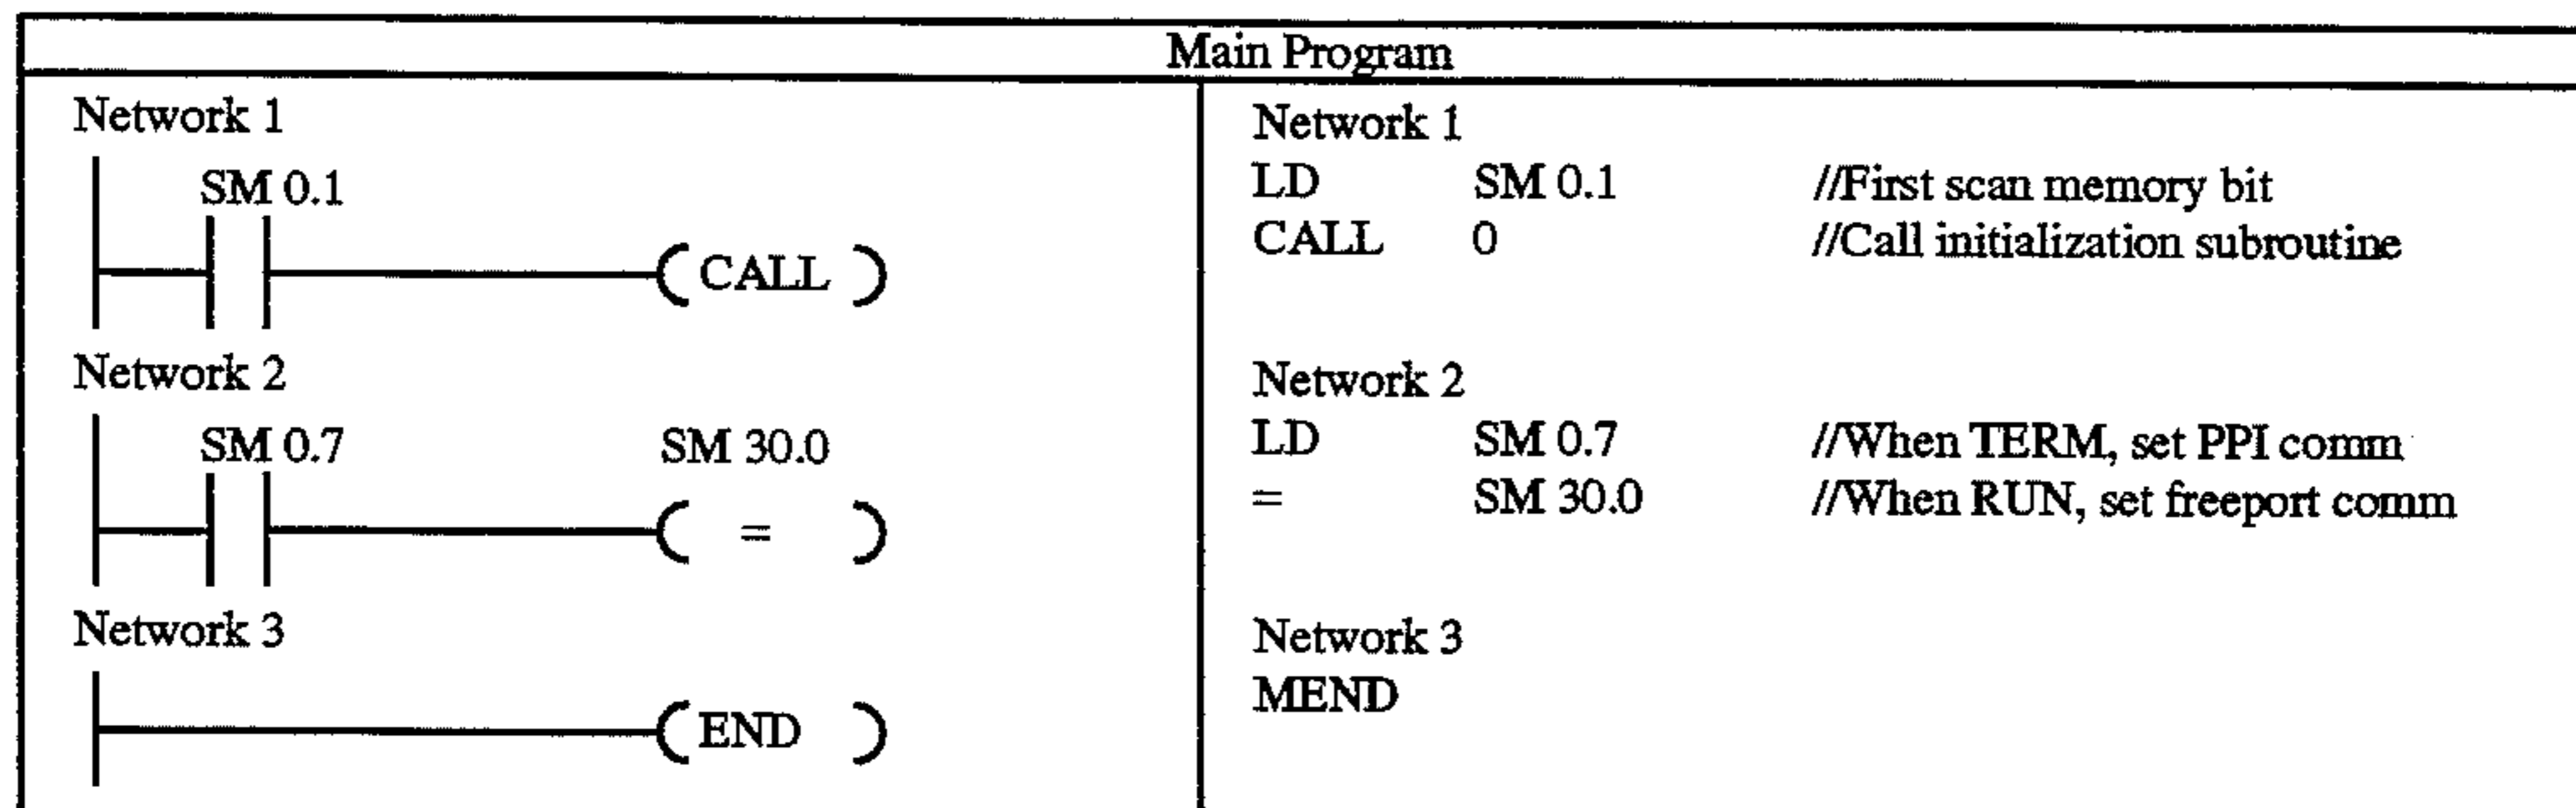 Main Program
Network 1
SM 0.1
CALL
Network 2
SM 0.7 SM 30.0
=
Network 3
END
Network 1
LD SM 0.1 //First scan memory bit
CALL 0 //Call initialization subroutine
Network 2
LD SM 0.7 //When TERM, set PPI comm
= SM 30.0 //When RUN, set freeport comm
Network 3
MEND